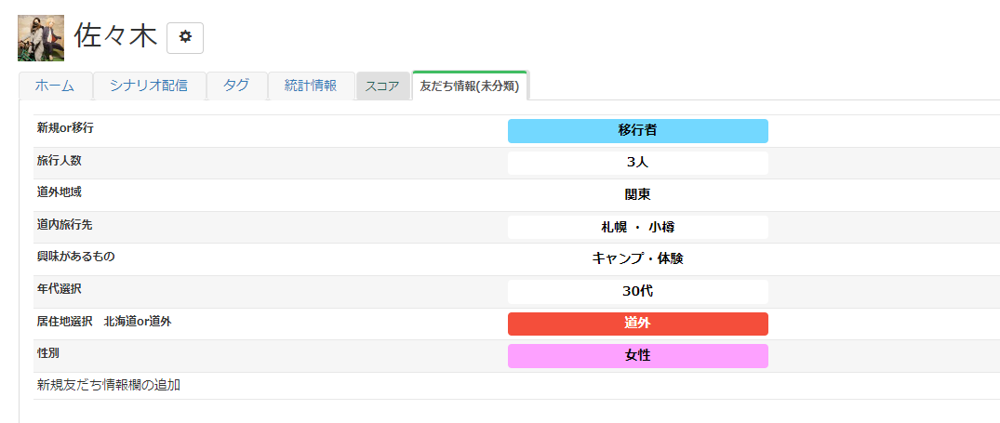 佐々木
ホーム シナリオ配信 タグ 統計情報 スコア 友だち情報(未分類)
新規or移行 移行者
旅行人数 3人
道外地域 関東
道内旅行先 札幌 ・ 小樽
興味があるもの キャンプ・体験
年代選択 30代
居住地選択　北海道or道外 道外
性別 女性
新規友だち情報欄の追加